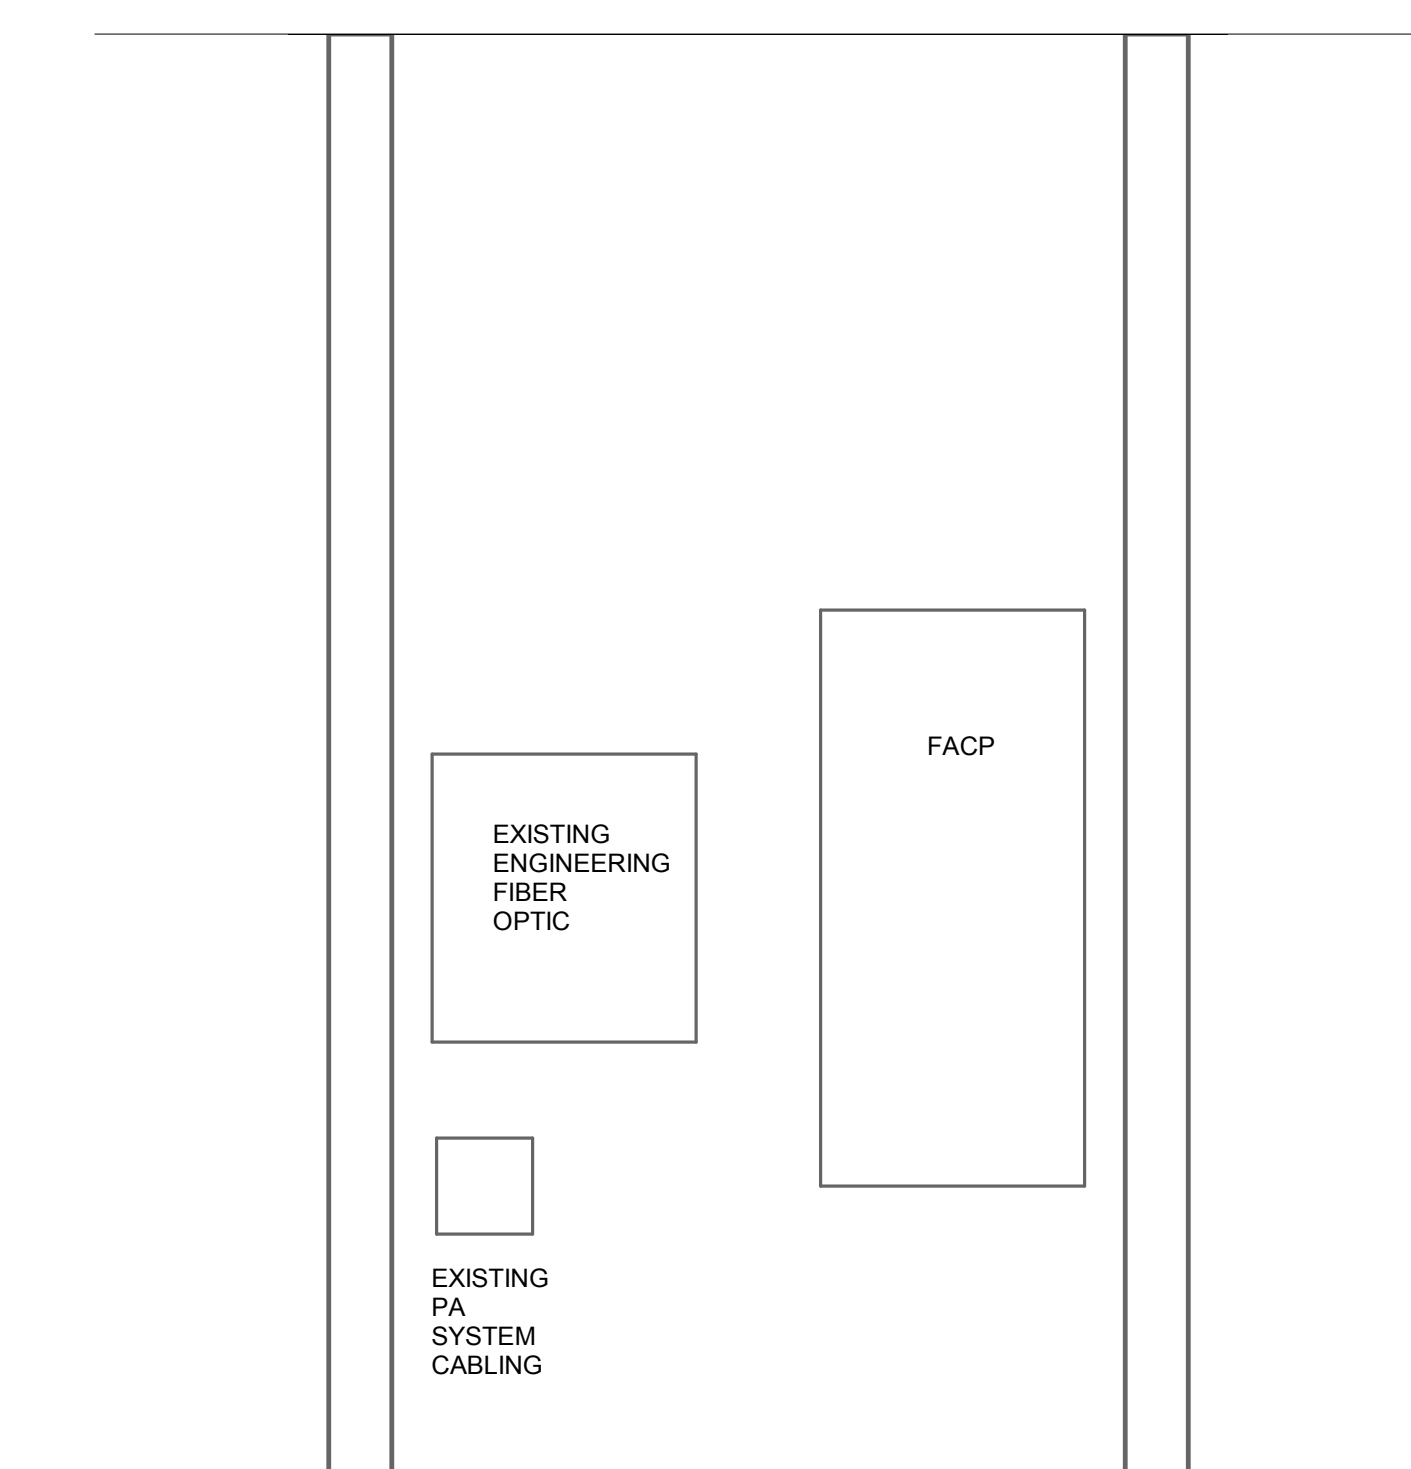 FACP
EXISTING
ENGINEERING
FIBER
OPTIC
EXISTING
PA
SYSTEM
CABLING